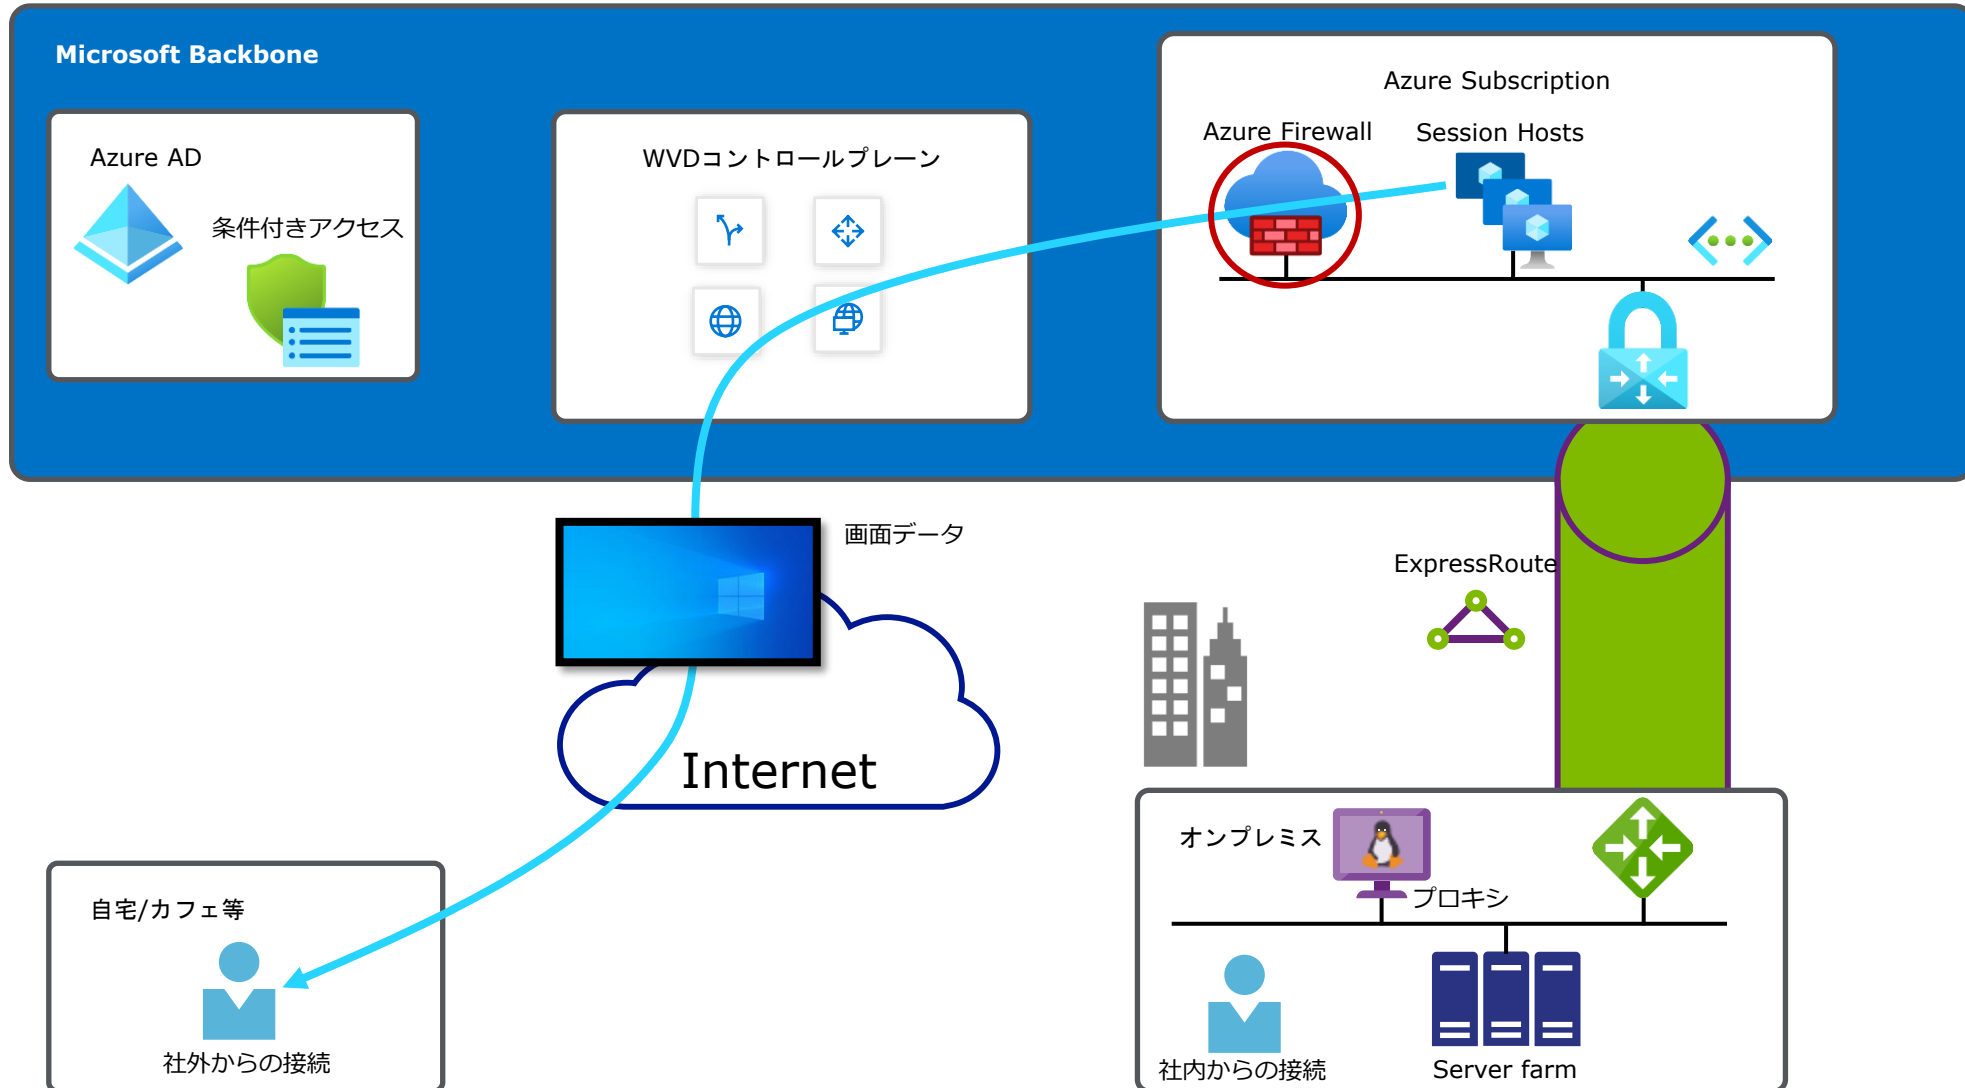 Microsoft Backbone
Azure Subscription
Azure Firewall
Session Hosts
Azure AD
条件付きアクセス
WVDコントロールプレーン
画面データ
ExpressRoute
Internet
オンプレミス
プロキシ
自宅/カフェ等
社外からの接続
社内からの接続
Server farm